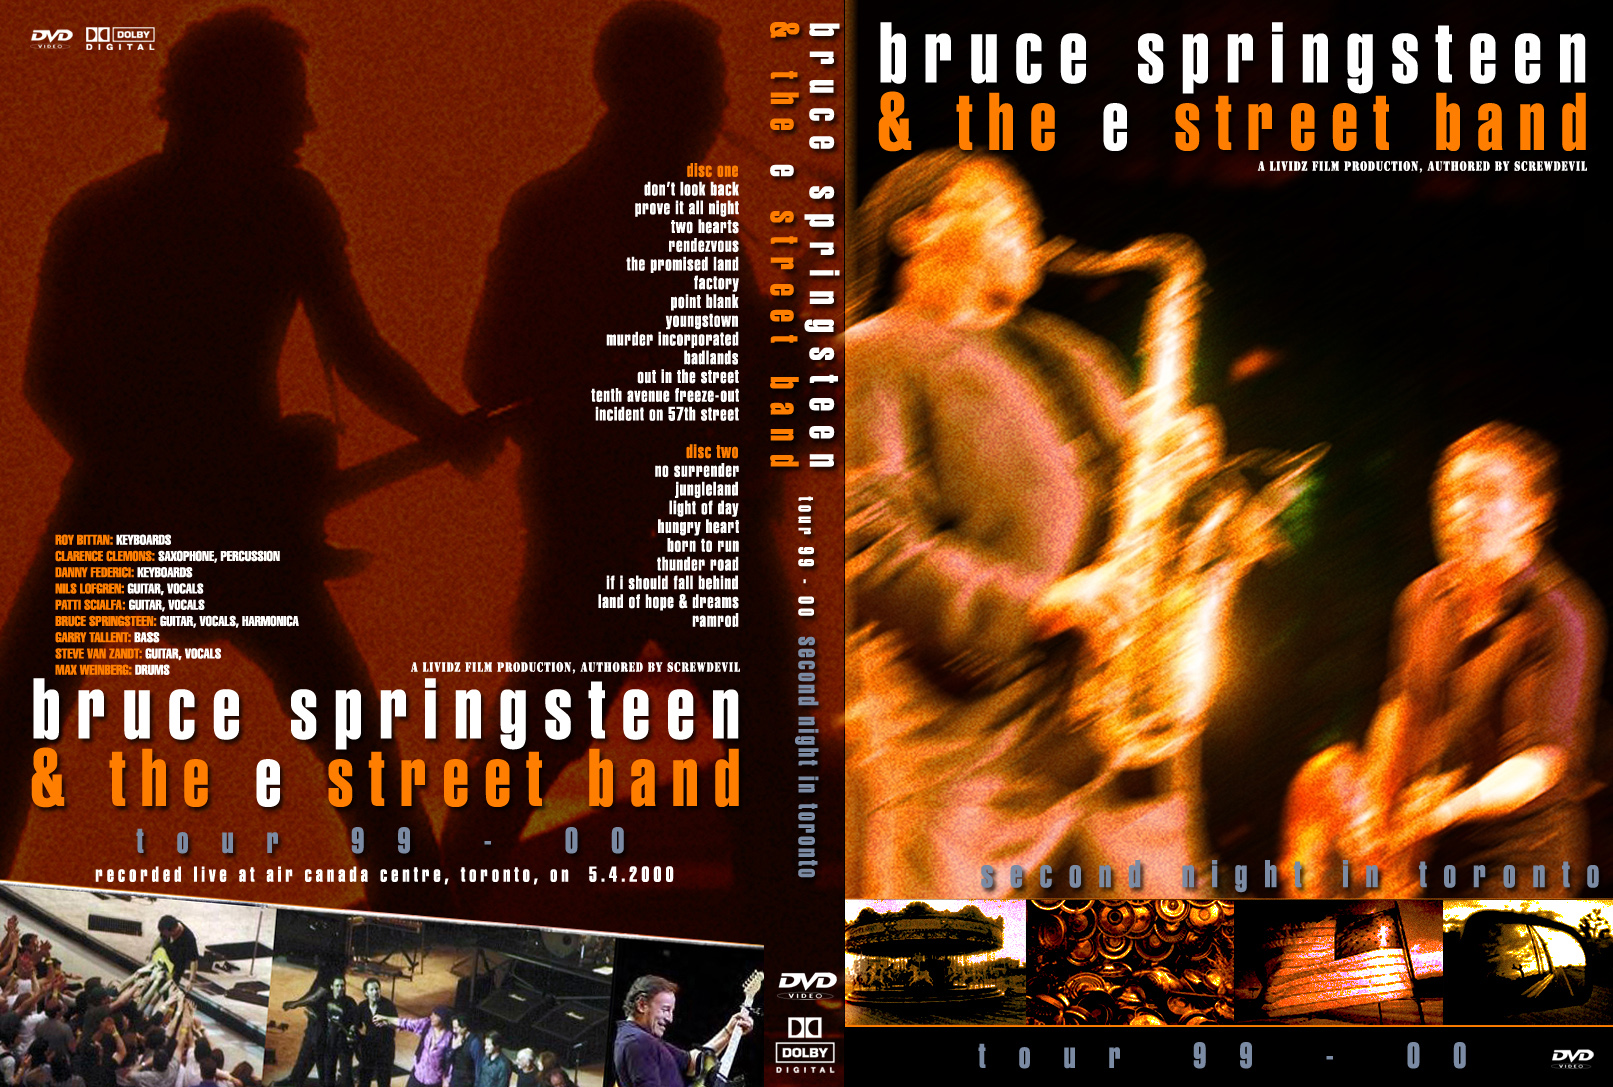 DVD
VIDEO
DOLBY
DIGITAL
disc one
don't look back
prove it all night
two hearts
rendezvous
the promised land
factory
point blank
youngstown
murder incorporated
badlands
out in the street
tenth avenue freeze-out
incident on 57th street
disc two
no surrender
jungleland
light of day
hungry heart
born to run
thunder road
if i should fall behind
land of hope & dreams
ramrod
ROY BITTAN: KEYBOARDS
CLARENCE CLEMONS: SAXOPHONE, PERCUSSION
DANNY FEDERICI: KEYBOARDS
NILS LOFGREN: GUITAR, VOCALS
PATTI SCIALFA: GUITAR, VOCALS
BRUCE SPRINGSTEEN: GUITAR, VOCALS, HARMONICA
GARRY TALLENT: BASS
STEVE VAN ZANDT: GUITAR, VOCALS
MAX WEINBERG: DRUMS
A LIVIDZ FILM PRODUCTION, AUTHORED BY SCREWDEVIL
bruce springsteen
& the e street band
tour 99 - 00
recorded live at air canada centre, toronto, on 5.4.2000
bruce springsteen
& the e street band
tour 99 - 00
second night in toronto
DVD
VIDEO
DOLBY
DIGITAL
bruce springsteen
& the e street band
A LIVIDZ FILM PRODUCTION, AUTHORED BY SCREWDEVIL
second night in toronto
tour 99 - 00
DVD
VIDEO